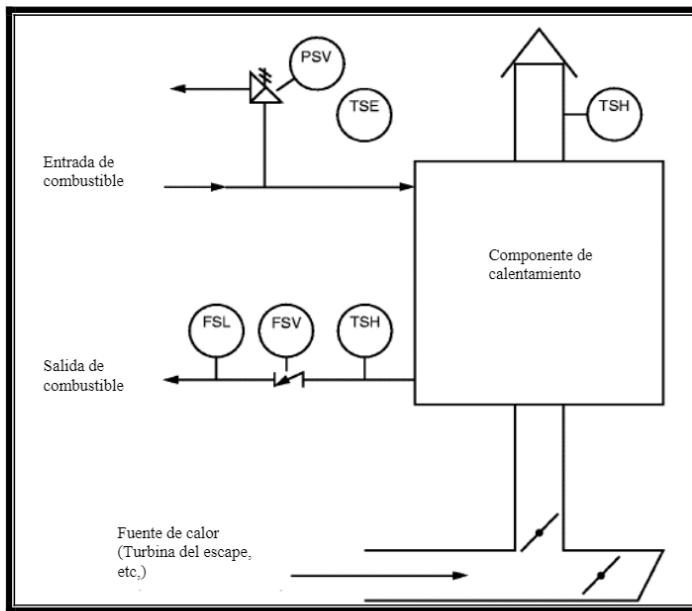 PSV
TSE
TSH
Entrada de
combustible
Componente de
calentamiento
FSL
FSV
TSH
Salida de
combustible
Fuente de calor
(Turbina del escape,
etc,)